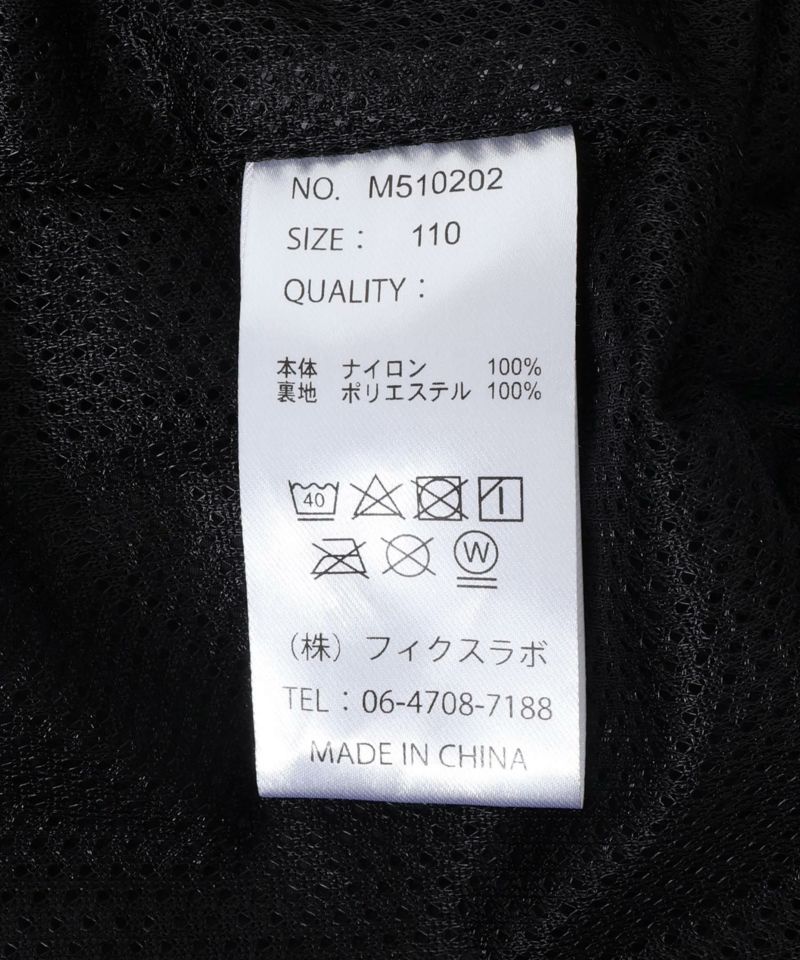 NO. M510202
SIZE： 110
QUALITY：
本体 ナイロン 100%
裏地 ポリエステル 100%
40
W
（株）フィクスラボ
TEL：06-4708-7188
MADE IN CHINA